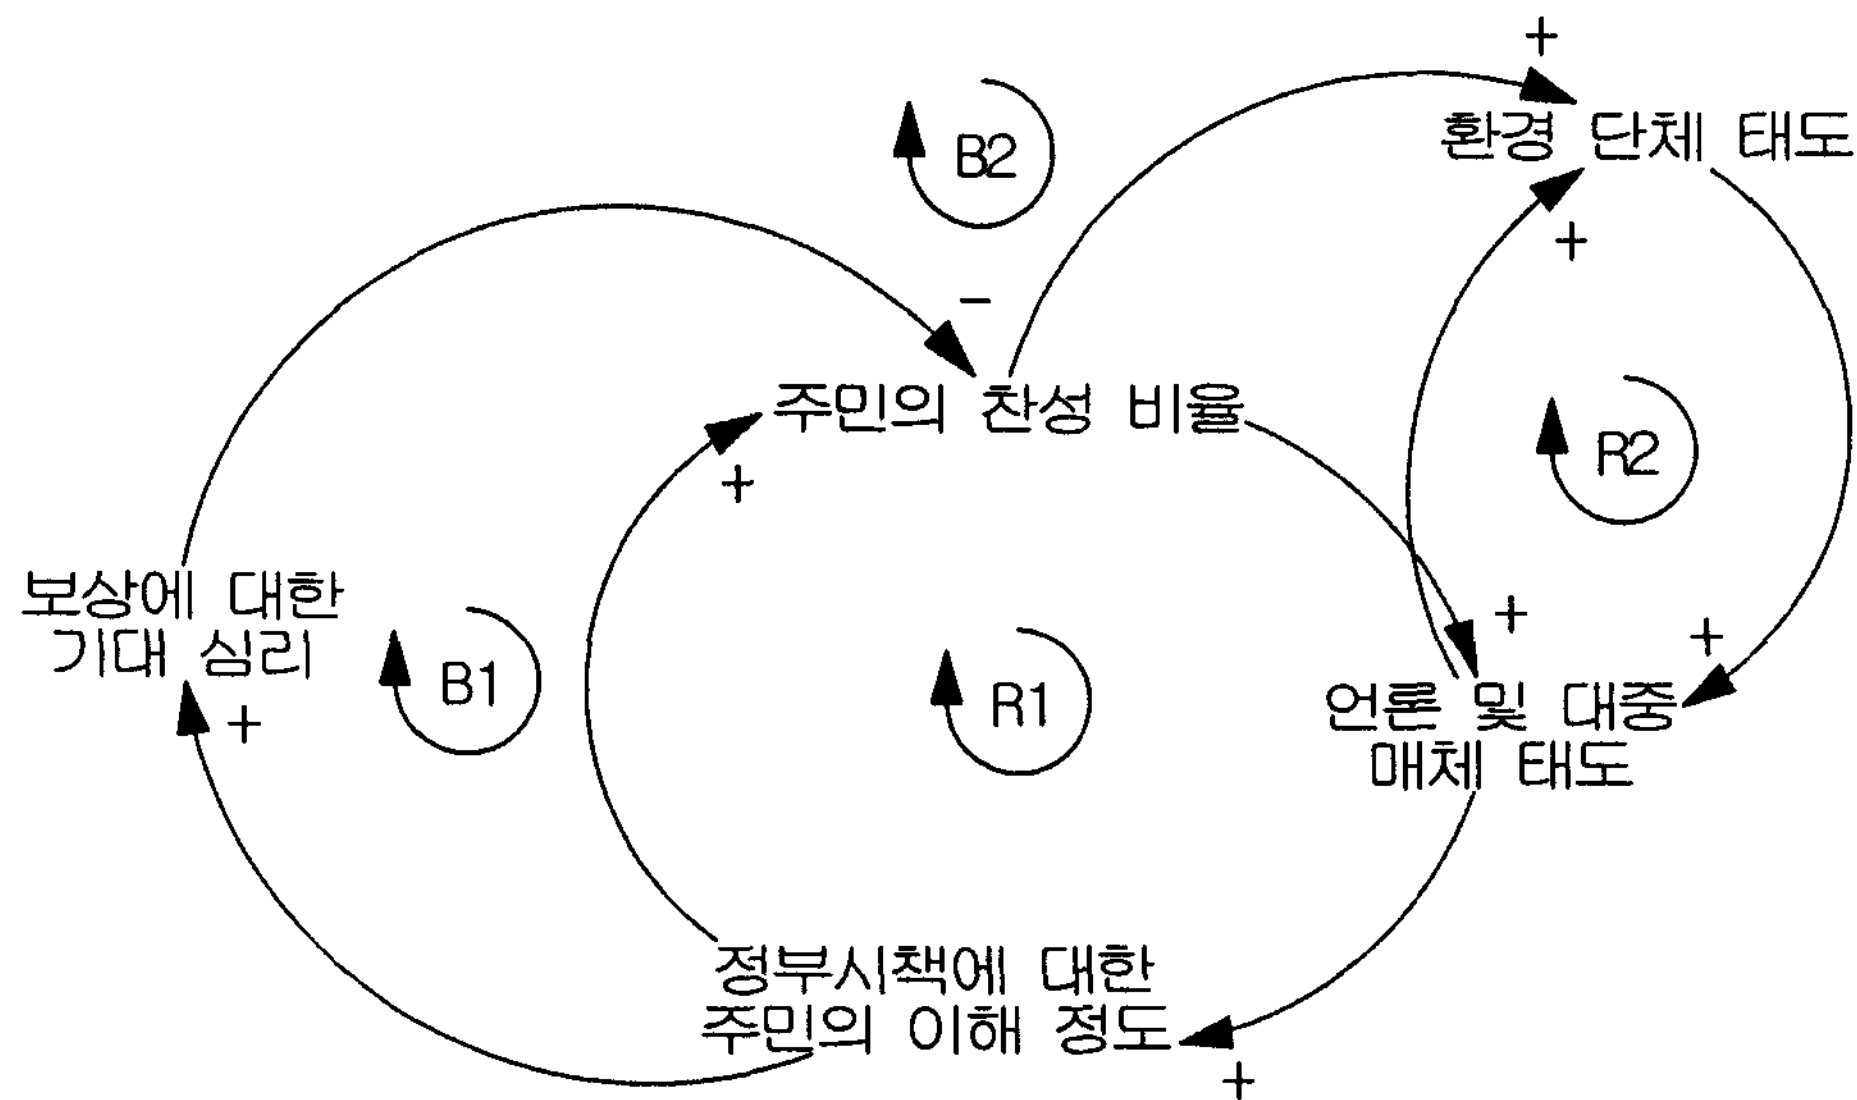 +
환경 단체 태도
B2
+
-
주민의 찬성 비율
+
R2
보상에 대한
기대 심리
B1
R1
+
+
+
언론 및 대중
매체 태도
정부시책에 대한
주민의 이해 정도
+